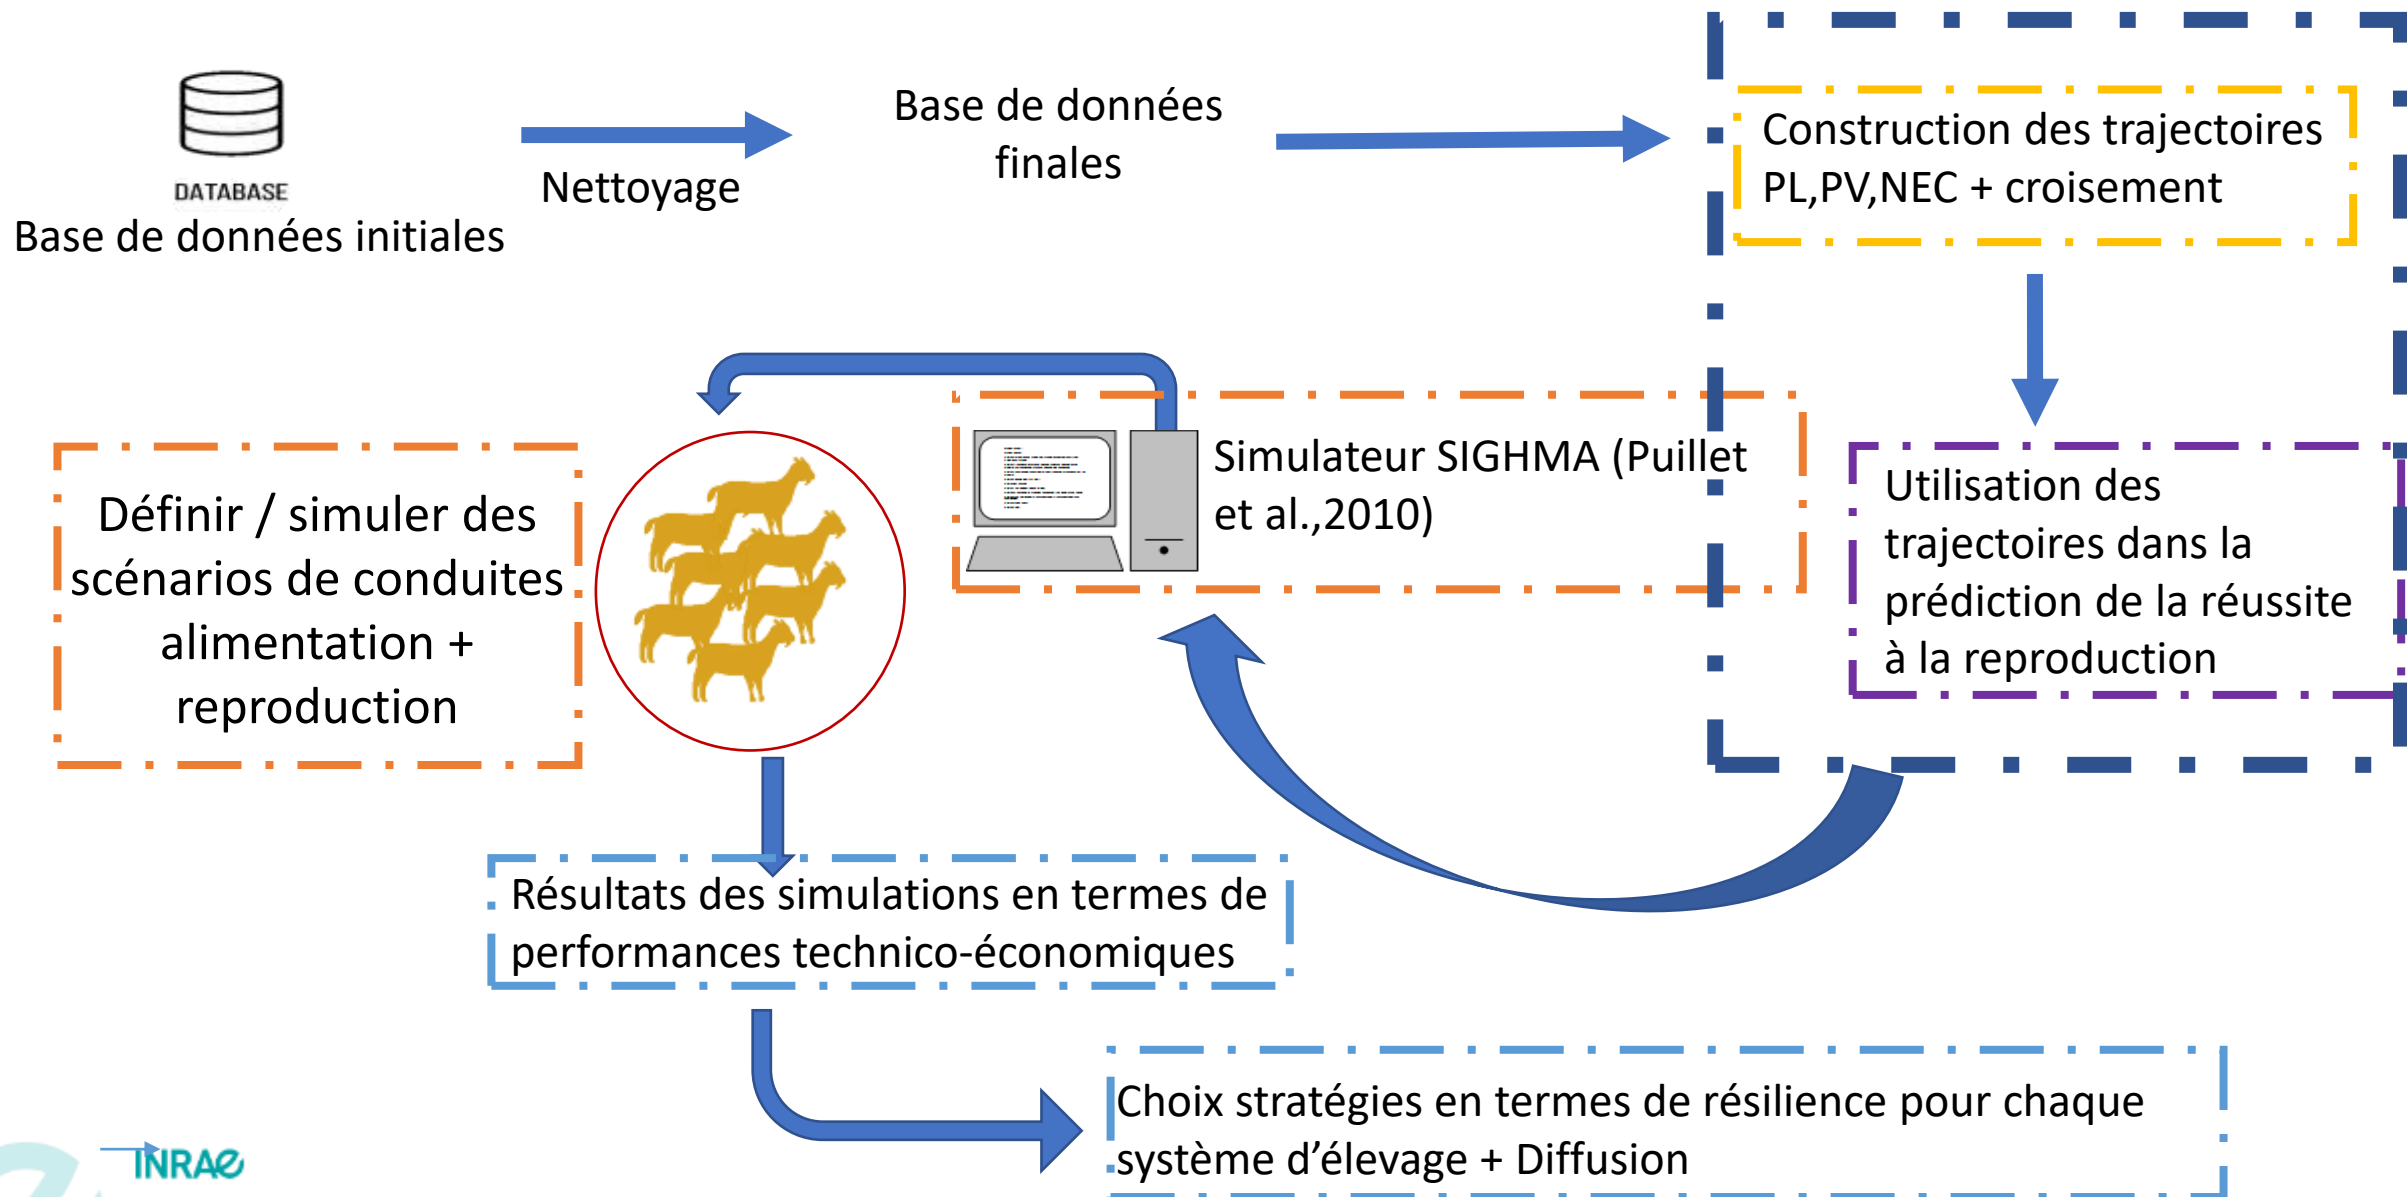 DATABASE
Base de données initiales
Nettoyage
Base de données
finales
Construction des trajectoires
PL,PV,NEC + croisement
Utilisation des
trajectoires dans la
prédiction de la réussite
à la reproduction
Simulateur SIGHMA (Puillet
et al.,2010)
Définir / simuler des
scénarios de conduites
alimentation +
reproduction
Résultats des simulations en termes de
performances technico-économiques
Choix stratégies en termes de résilience pour chaque
système d’élevage + Diffusion
INRAE